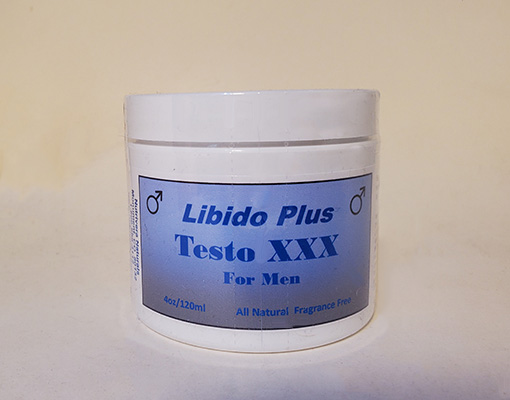 Libido Plus
Testo XXX
For Men
4oz/120ml
All Natural Fragrance Free